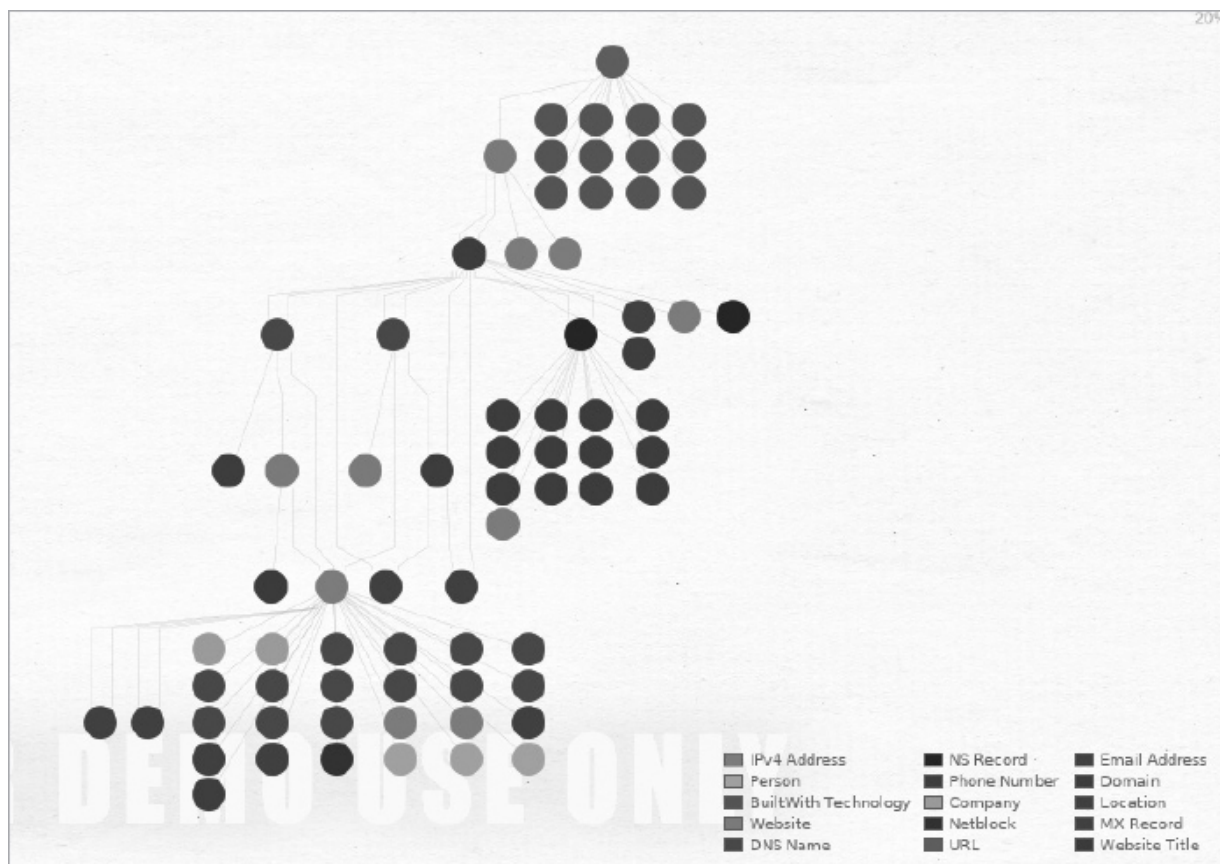 20%
DEMO USE ONLY
IPv4 Address
Person
BuiltWith Technology
Website
DNS Name
NS Record
Phone Number
Company
Netblock
URL
Email Address
Domain
Location
MX Record
Website Title